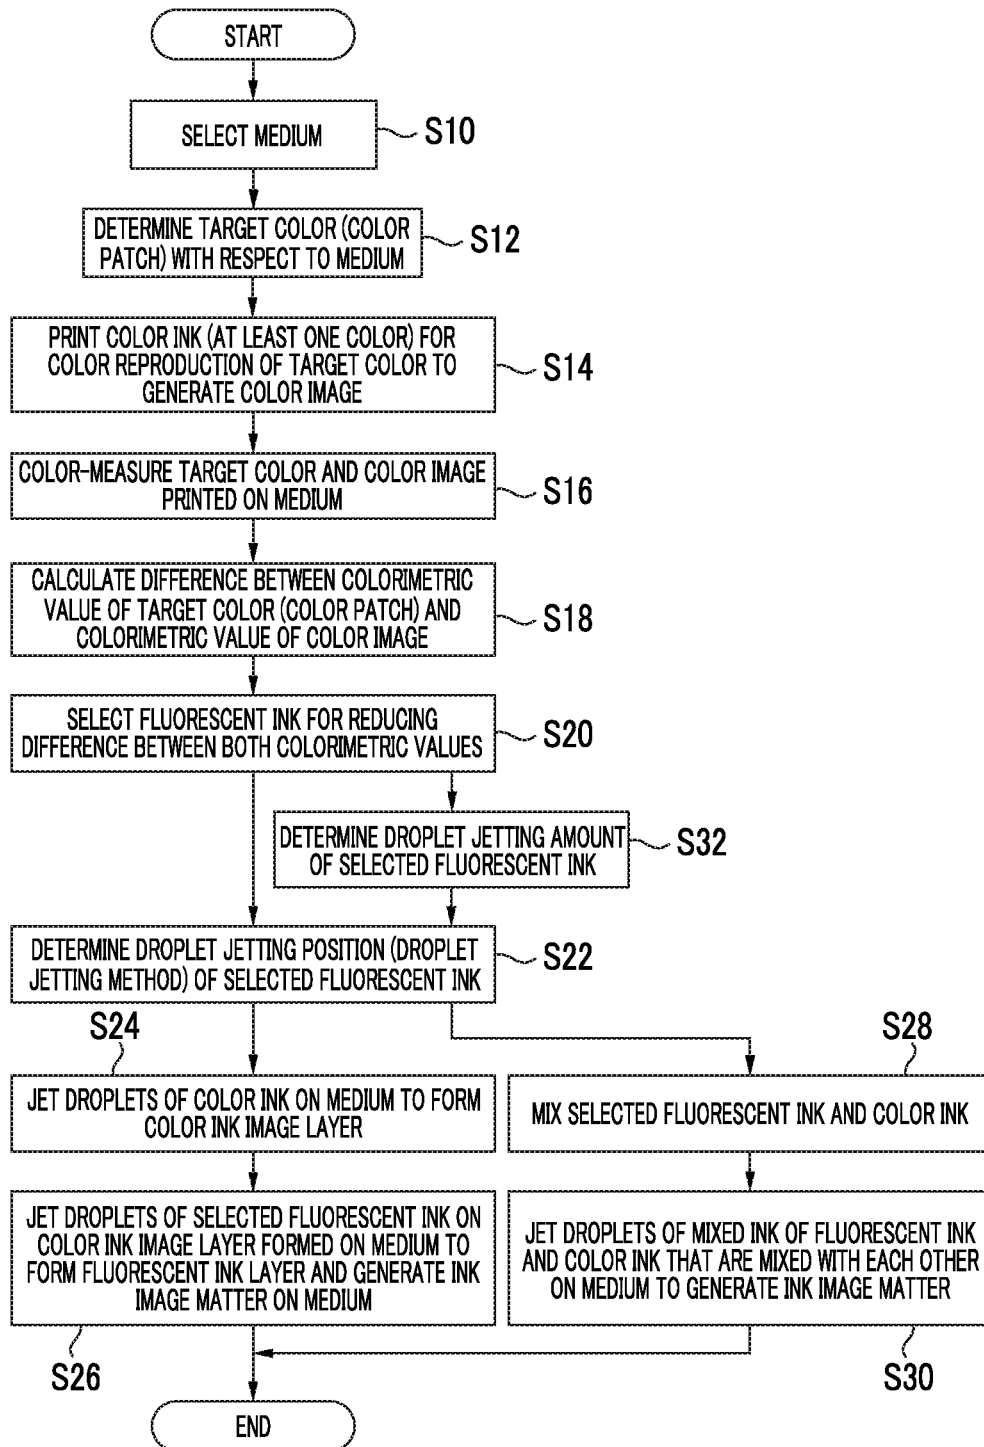 START
SELECT MEDIUM
S10
DETERMINE TARGET COLOR (COLOR
PATCH) WITH RESPECT TO MEDIUM
S12
PRINT COLOR INK (AT LEAST ONE COLOR) FOR
COLOR REPRODUCTION OF TARGET COLOR TO
GENERATE COLOR IMAGE
S14
COLOR-MEASURE TARGET COLOR AND COLOR IMAGE
PRINTED ON MEDIUM
S16
CALCULATE DIFFERENCE BETWEEN COLORIMETRIC
VALUE OF TARGET COLOR (COLOR PATCH) AND
COLORIMETRIC VALUE OF COLOR IMAGE
S18
SELECT FLUORESCENT INK FOR REDUCING
DIFFERENCE BETWEEN BOTH COLORIMETRIC VALUES
S20
DETERMINE DROPLET JETTING AMOUNT
OF SELECTED FLUORESCENT INK
S32
DETERMINE DROPLET JETTING POSITION (DROPLET
JETTING METHOD) OF SELECTED FLUORESCENT INK
S22
S24
JET DROPLETS OF COLOR INK ON MEDIUM TO FORM
COLOR INK IMAGE LAYER
S28
MIX SELECTED FLUORESCENT INK AND COLOR INK
JET DROPLETS OF SELECTED FLUORESCENT INK ON
COLOR INK IMAGE LAYER FORMED ON MEDIUM TO
FORM FLUORESCENT INK LAYER AND GENERATE INK
IMAGE MATTER ON MEDIUM
S26
JET DROPLETS OF MIXED INK OF FLUORESCENT INK
AND COLOR INK THAT ARE MIXED WITH EACH OTHER
ON MEDIUM TO GENERATE INK IMAGE MATTER
S30
END